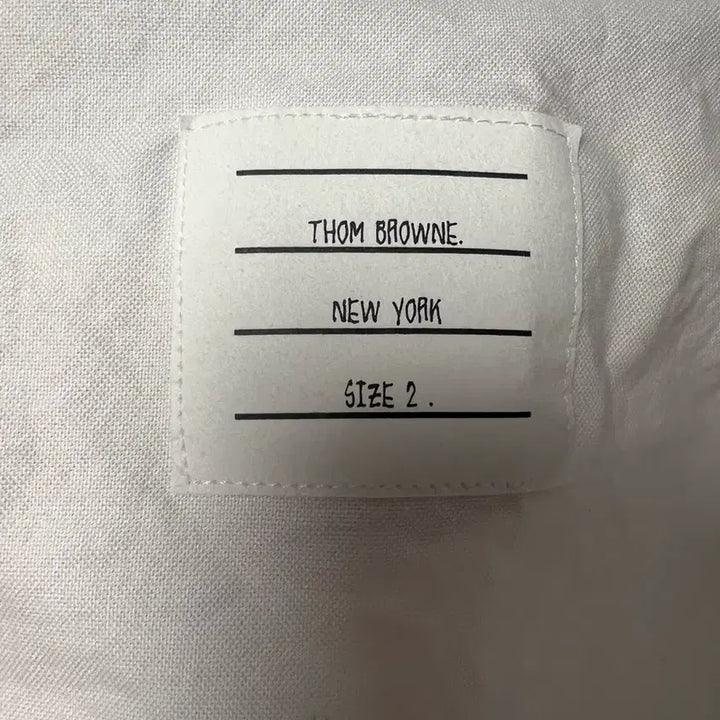 THOM BROWNE.
NEW YORK
SIZE 2 .